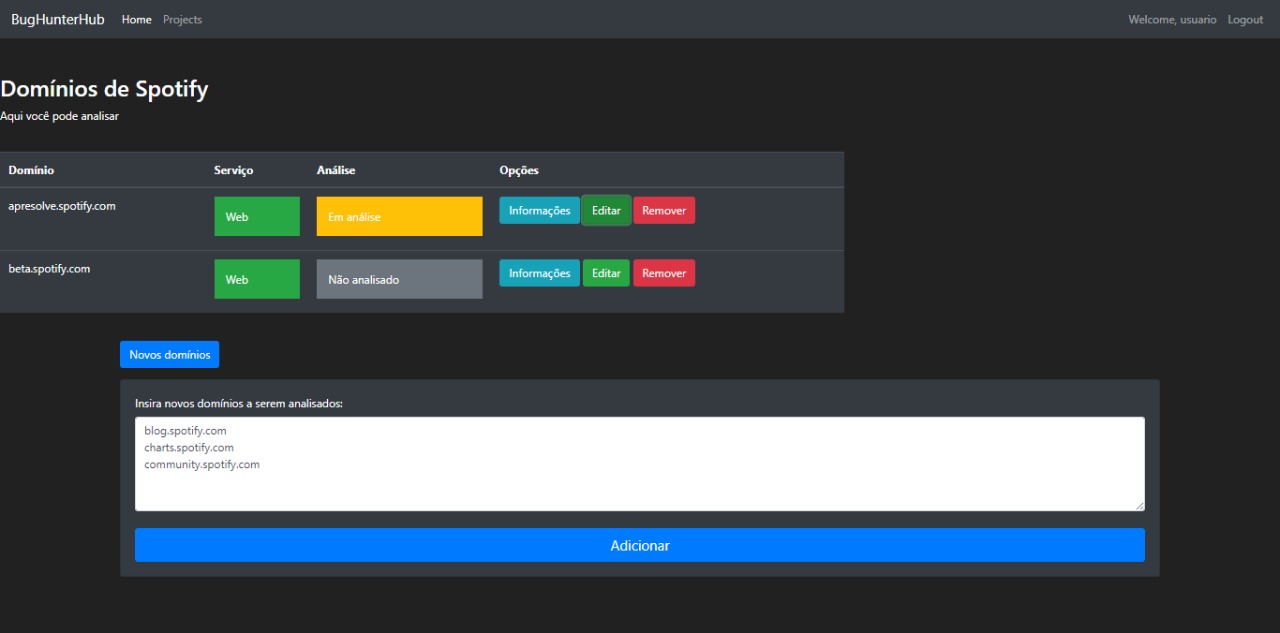 BugHunterHub Home Projects Welcome, usuario Logout
Domínios de Spotify
Aqui você pode analisar
Domínio Serviço Análise Opções
apresolve.spotify.com Web Em análise Informações Editar Remover
beta.spotify.com Web Não analisado Informações Editar Remover
Novos domínios
Insira novos domínios a serem analisados:
blog.spotify.com
charts.spotify.com
community.spotify.com
Adicionar